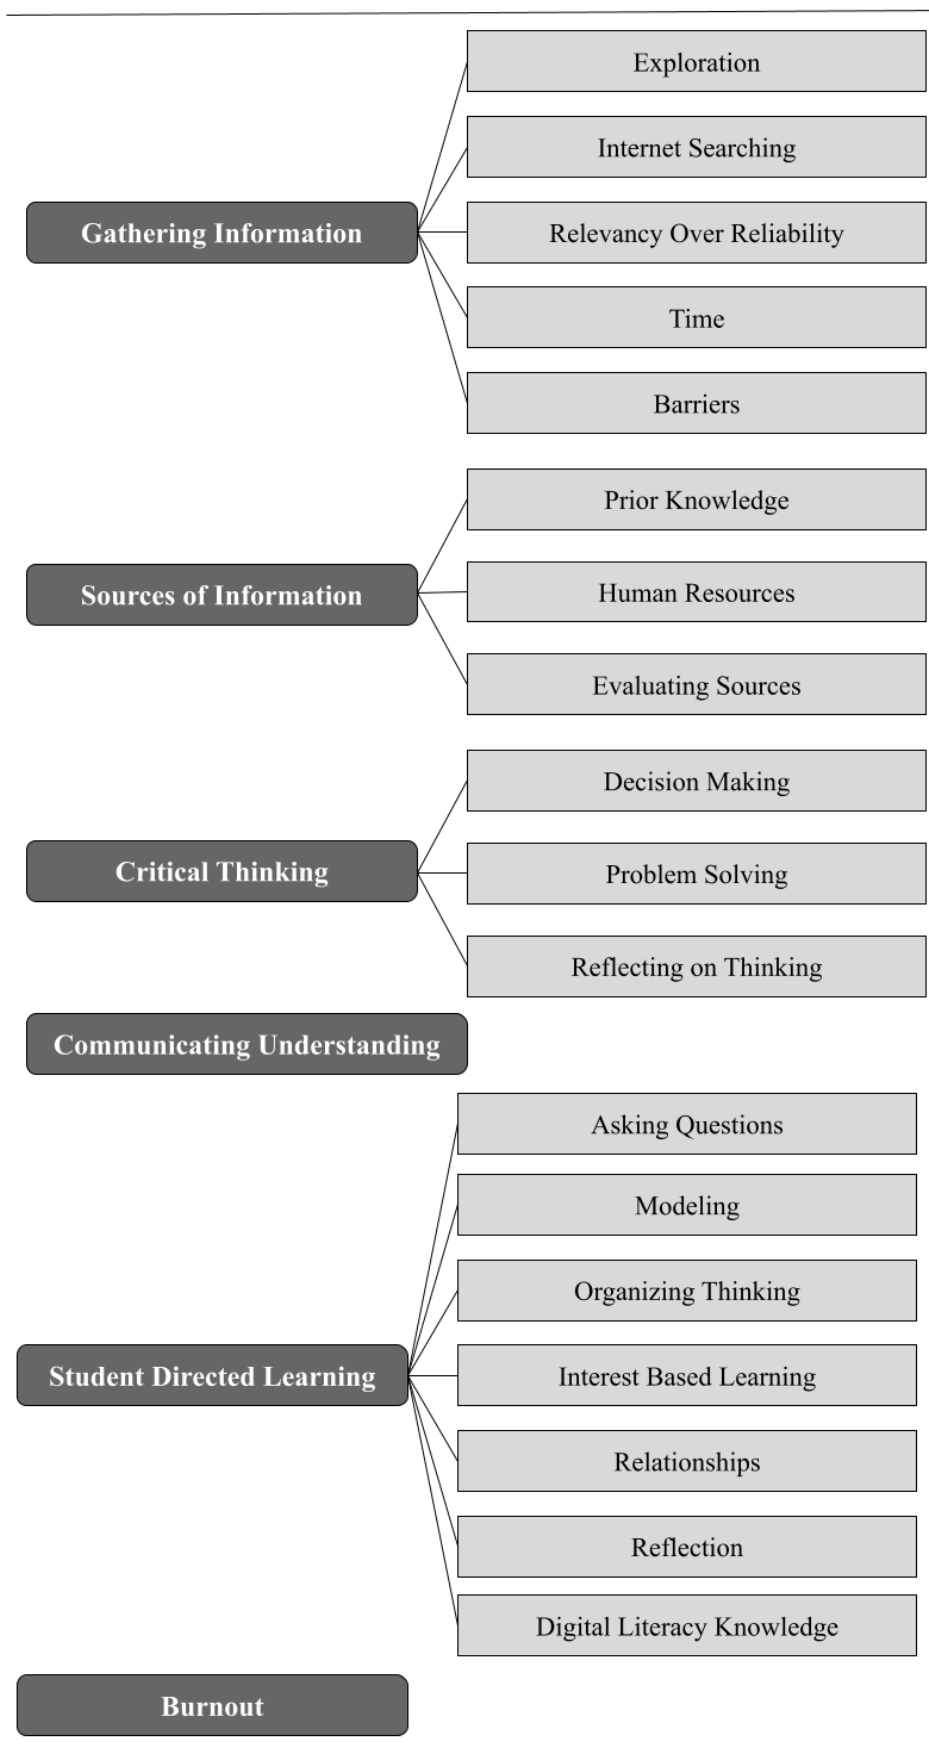 Exploration
Internet Searching
Gathering Information
Relevancy Over Reliability
Time
Barriers
Prior Knowledge
Sources of Information
Human Resources
Evaluating Sources
Decision Making
Critical Thinking
Problem Solving
Reflecting on Thinking
Communicating Understanding
Asking Questions
Modeling
Organizing Thinking
Student Directed Learning
Interest Based Learning
Relationships
Reflection
Digital Literacy Knowledge
Burnout